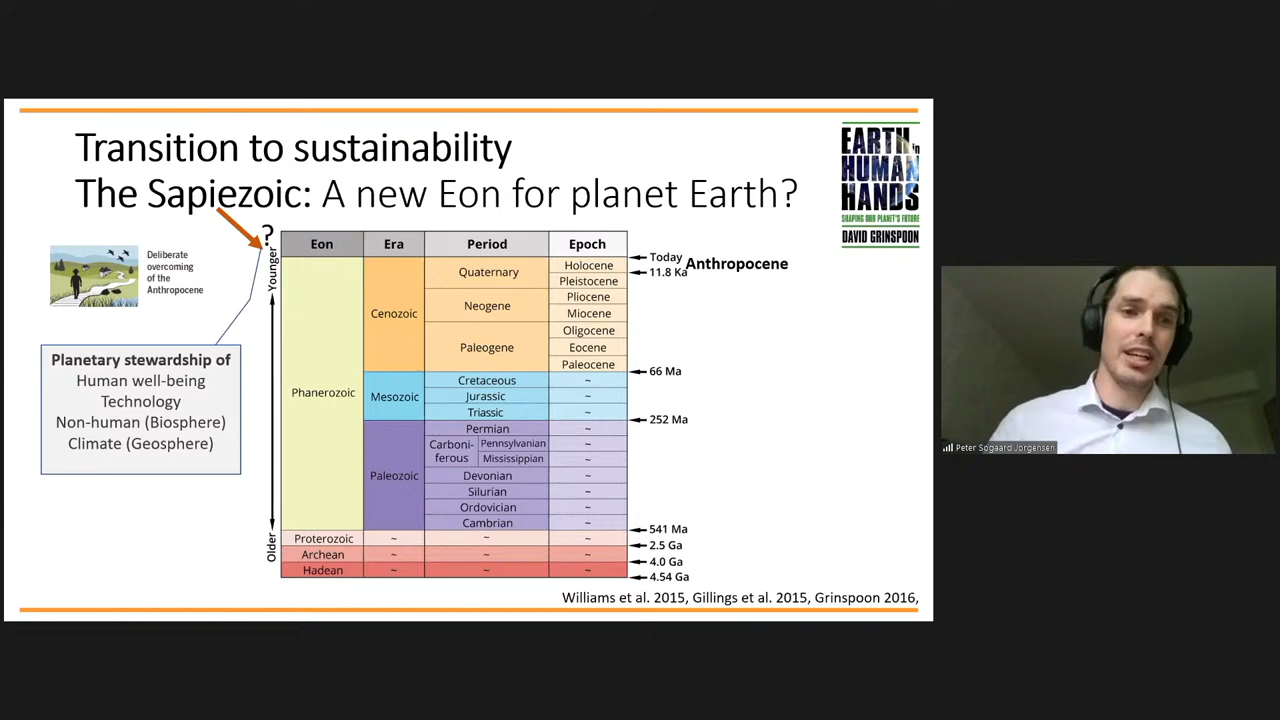 Transition to sustainability
The Sapiezoic: A new Eon for planet Earth?
EARTH in
HUMAN
HANDS
SHAPING OUR PLANET'S FUTURE
DAVID GRINSPOON
?
Deliberate
overcoming
of the
Anthropocene
Planetary stewardship of
Human well-being
Technology
Non-human (Biosphere)
Climate (Geosphere)
Younger
Older
Eon Era Period Epoch
Phanerozoic
Cenozoic
Quaternary
Holocene
Pleistocene
Neogene
Pliocene
Miocene
Paleogene
Oligocene
Eocene
Paleocene
Mesozoic
Cretaceous ~
Jurassic ~
Triassic ~
Paleozoic
Permian ~
Carboni-
ferous
Pennsylvanian ~
Mississippian ~
Devonian ~
Silurian ~
Ordovician ~
Cambrian ~
Proterozoic ~ ~ ~
Archean ~ ~ ~
Hadean ~ ~ ~
Today
Anthropocene
11.8 Ka
66 Ma
252 Ma
541 Ma
2.5 Ga
4.0 Ga
4.54 Ga
Williams et al. 2015, Gillings et al. 2015, Grinspoon 2016,
Peter Søgaard Jørgensen